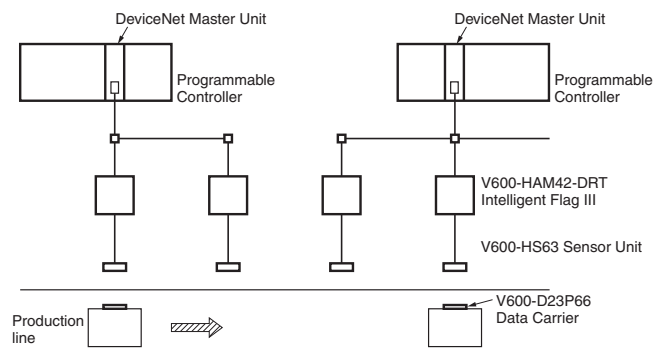 DeviceNet Master Unit
DeviceNet Master Unit
Programmable
Controller
Programmable
Controller
V600-HAM42-DRT
Intelligent Flag III
V600-HS63 Sensor Unit
V600-D23P66
Data Carrier
Production
line